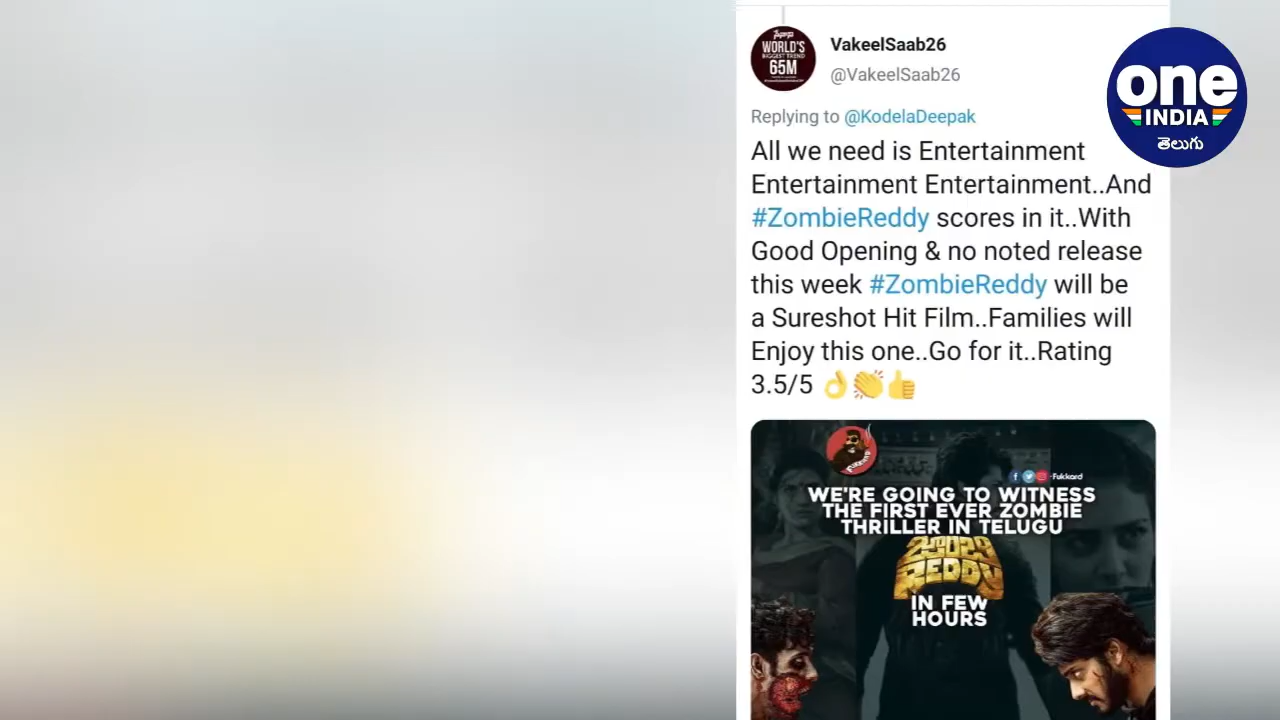 VakeelSaab26
@VakeelSaab26
WORLD'S
BIGGEST TREND
65M
one
INDIA
తెలుగు
Replying to @KodelaDeepak
All we need is Entertainment
Entertainment Entertainment..And
#ZombieReddy scores in it..With
Good Opening & no noted release
this week #ZombieReddy will be
a Sureshot Hit Film..Families will
Enjoy this one..Go for it..Rating
3.5/5 👌👏👍
Fukkard
WE'RE GOING TO WITNESS
THE FIRST EVER ZOMBIE
THRILLER IN TELUGU
జాంబి
REDDY
IN FEW
HOURS